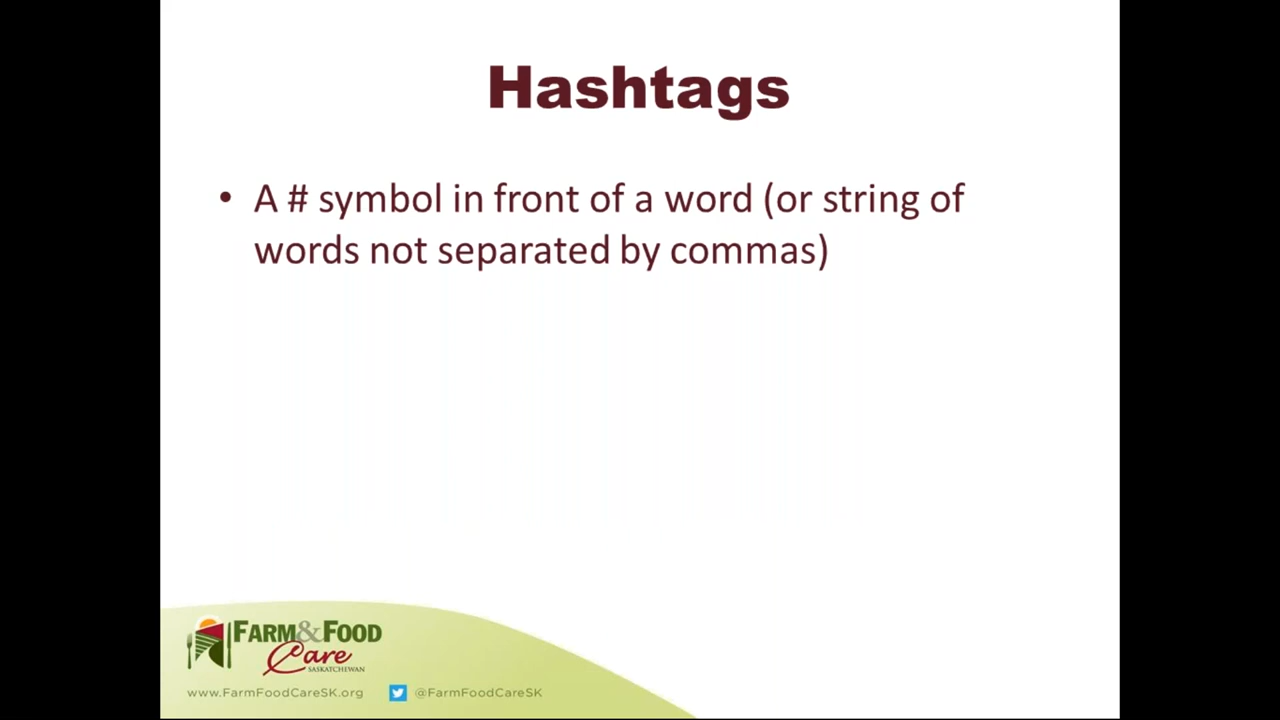 Hashtags
• A # symbol in front of a word (or string of
words not separated by commas)
FARM&FOOD
Care
SASKATCHEWAN
www.FarmFoodCareSK.org @FarmFoodCareSK